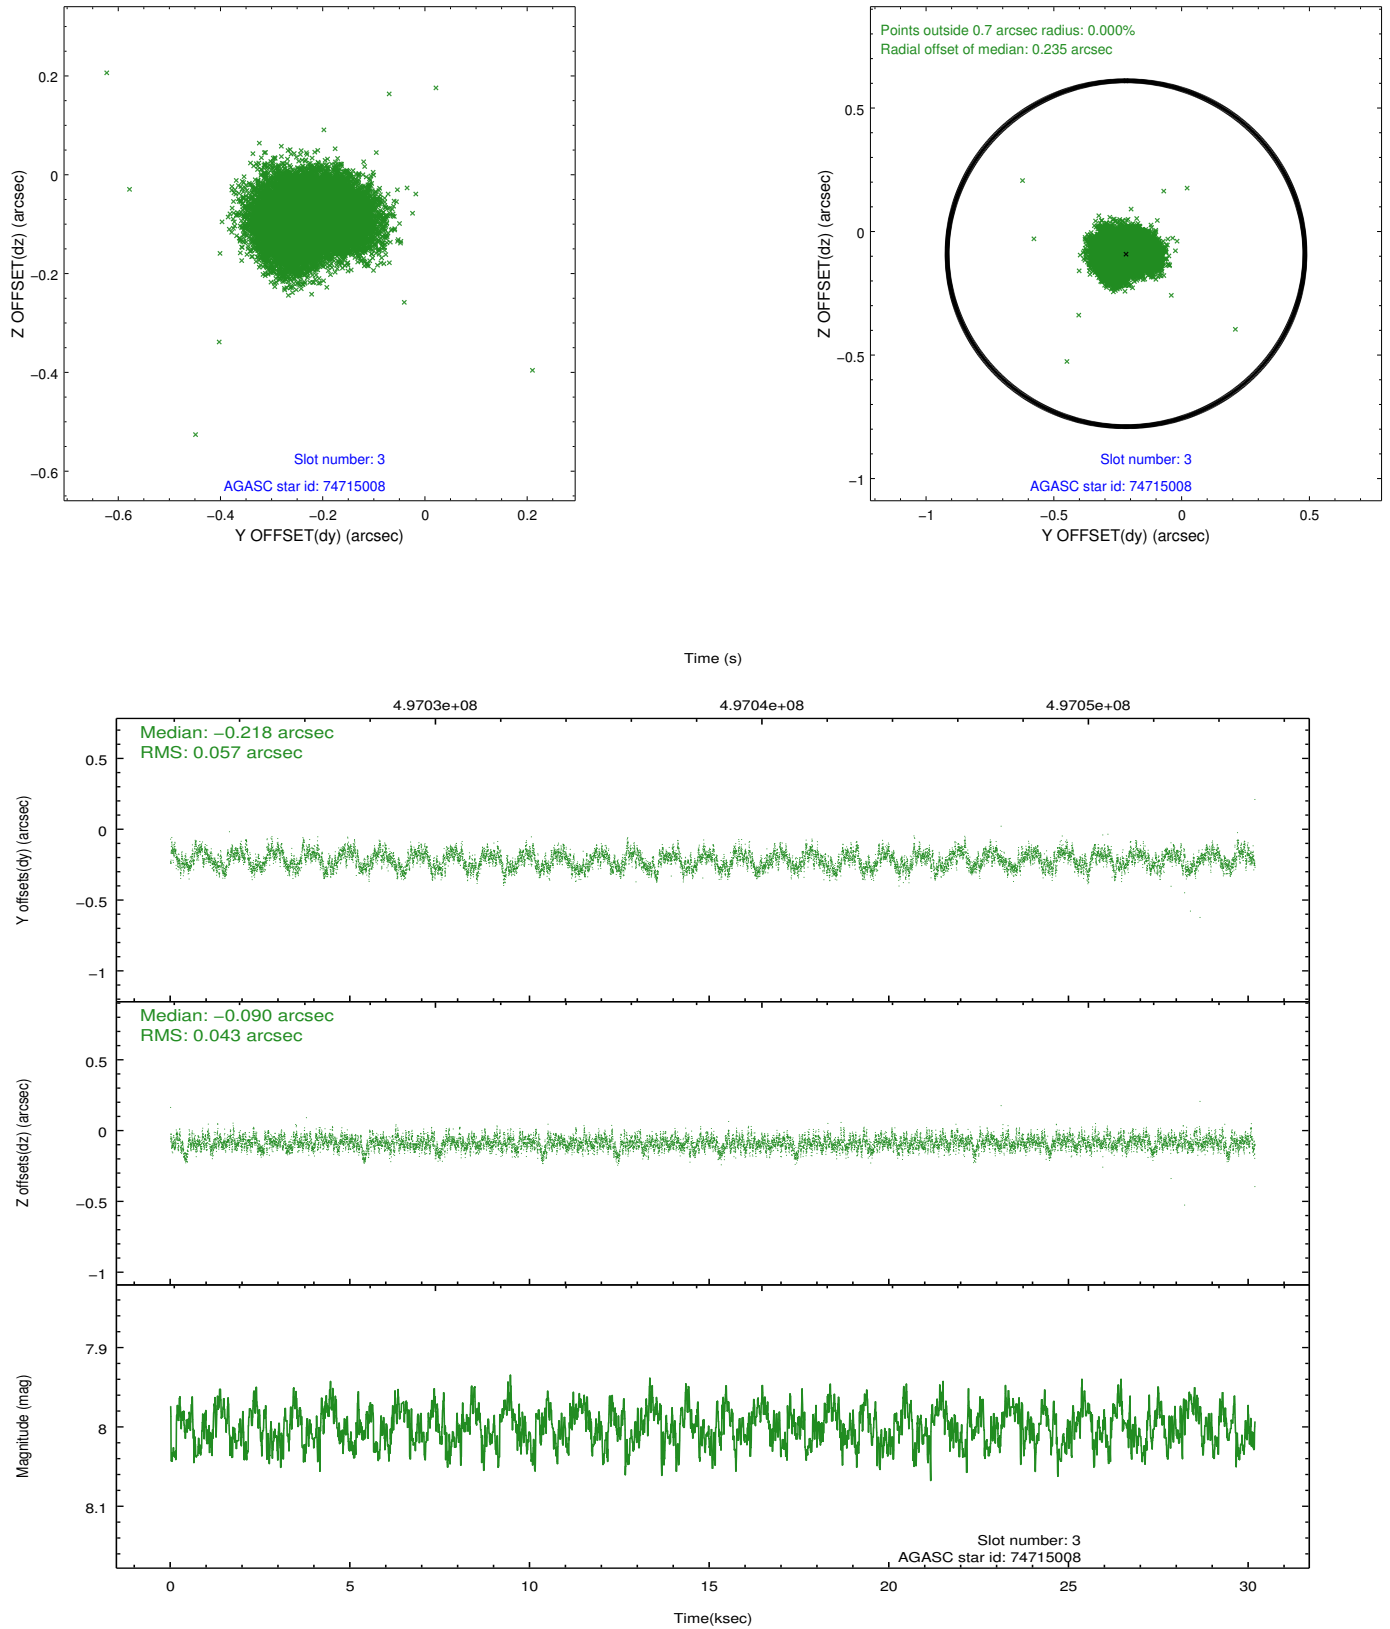 0.2
0
−0.2
−0.4
−0.6
Z OFFSET(dz) (arcsec)
−0.6
−0.4
−0.2
0
0.2
Y OFFSET(dy) (arcsec)
Slot number: 3
AGASC star id: 74715008
Points outside 0.7 arcsec radius: 0.000%
Radial offset of median: 0.235 arcsec
0.5
0
−0.5
−1
Z OFFSET(dz) (arcsec)
−1
−0.5
0
0.5
Y OFFSET(dy) (arcsec)
Slot number: 3
AGASC star id: 74715008
Time (s)
4.9703e+08
4.9704e+08
4.9705e+08
Median: −0.218 arcsec
RMS: 0.057 arcsec
0.5
0
−0.5
−1
Y offsets(dy) (arcsec)
Median: −0.090 arcsec
RMS: 0.043 arcsec
0.5
0
−0.5
−1
Z offsets(dz) (arcsec)
7.9
8
8.1
Magnitude (mag)
Slot number: 3
AGASC star id: 74715008
0
5
10
15
20
25
30
Time(ksec)